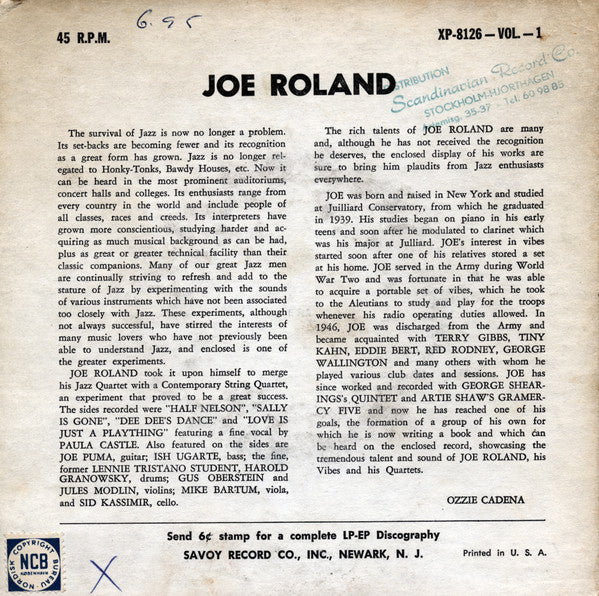 6.95
45 R.P.M.
XP-8126 — VOL. — 1
JOE ROLAND
DISTRIBUTION
Scandinavian Record Co.
STOCKHOLM-HJORTHAGEN
35-37 - Tel. 60 98 85
The survival of Jazz is now no longer a problem.
Its set-backs are becoming fewer and its recognition
as a great form has grown. Jazz is no longer rel-
egated to Honky-Tonks, Bawdy Houses, etc. Now it
can be heard in the most prominent auditoriums,
concert halls and colleges. Its enthusiasts range from
every country in the world and include people of
all classes, races and creeds. Its interpreters have
grown more conscientious, studying harder and ac-
quiring as much musical background as can be had,
plus as great or greater technical facility than their
classic companions. Many of our great Jazz men
are continually striving to refresh and add to the
stature of Jazz by experimenting with the sounds
of various instruments which have not been associated
too closely with Jazz. These experiments, although
not always successful, have stirred the interests of
many music lovers who have not previously been
able to understand Jazz, and enclosed is one of
the greater experiments.
JOE ROLAND took it upon himself to merge
his Jazz Quartet with a Contemporary String Quartet,
an experiment that proved to be a great success.
The sides recorded were "HALF NELSON", "SALLY
IS GONE", "DEE DEE'S DANCE" and "LOVE IS
JUST A PLAYTHING" featuring a fine vocal by
PAULA CASTLE. Also featured on the sides are
JOE PUMA, guitar; ISH UGARTE, bass; the fine,
former LENNIE TRISTANO STUDENT, HAROLD
GRANOWSKY, drums; GUS OBERSTEIN and
JULES MODLIN, violins; MIKE BARTUM, viola,
and SID KASSIMIR, cello.
The rich talents of JOE ROLAND are many
and, although he has not received the recognition
he deserves, the enclosed display of his works are
sure to bring him plaudits from Jazz enthusiasts
everywhere.
JOE was born and raised in New York and studied
at Juilliard Conservatory, from which he graduated
in 1939. His studies began on piano in his early
teens and soon after he modulated to clarinet which
was his major at Julliard. JOE'S interest in vibes
started soon after one of his relatives stored a set
at his home. JOE served in the Army during World
War Two and was fortunate in that he was able
to acquire a portable set of vibes, which he took
to the Aleutians to study and play for the troops
whenever his radio operating duties allowed. In
1946, JOE was discharged from the Army and
became acquainted with TERRY GIBBS, TINY
KAHN, EDDIE BERT, RED RODNEY, GEORGE
WALLINGTON and many others with whom he
played various club dates and sessions. JOE has
since worked and recorded with GEORGE SHEAR-
INGS's QUINTET and ARTIE SHAW'S GRAMER-
CY FIVE and now he has reached one of his
goals, the formation of a group of his own for
which he is now writing a book and which can
be heard on the enclosed record, showcasing the
tremendous talent and sound of JOE ROLAND, his
Vibes and his Quartets.
OZZIE CADENA
Send 6¢ stamp for a complete LP-EP Discography
SAVOY RECORD CO., INC., NEWARK, N. J.
Printed in U. S. A.
NORDISK COPYRIGHT BUREAU
NCB
KØBENHAVN
X